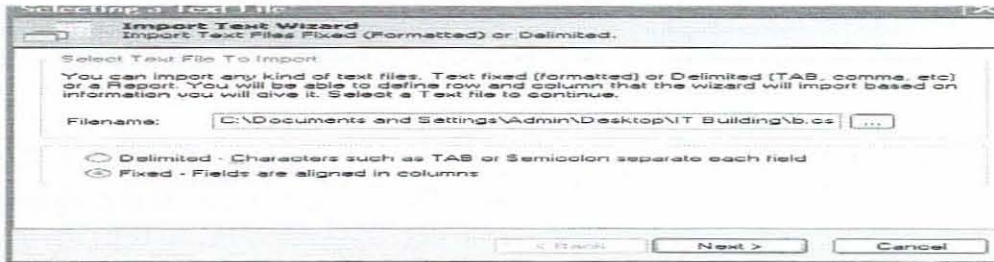 Selecting a Text File
Import Text Wizard
Import Text Files Fixed (Formatted) or Delimited.
Select Text File To Import
You can import any kind of text files. Text fixed (formatted) or Delimited (TAB, comma, etc)
or a Report. You will be able to define row and column that the wizard will import based on
information you will give it. Select a Text file to continue.
Filename: C:\Documents and Settings\Admin\Desktop\IT Building\b.cs ...
Delimited - Characters such as TAB or Semicolon separate each field
Fixed - Fields are aligned in columns
< Back Next > Cancel